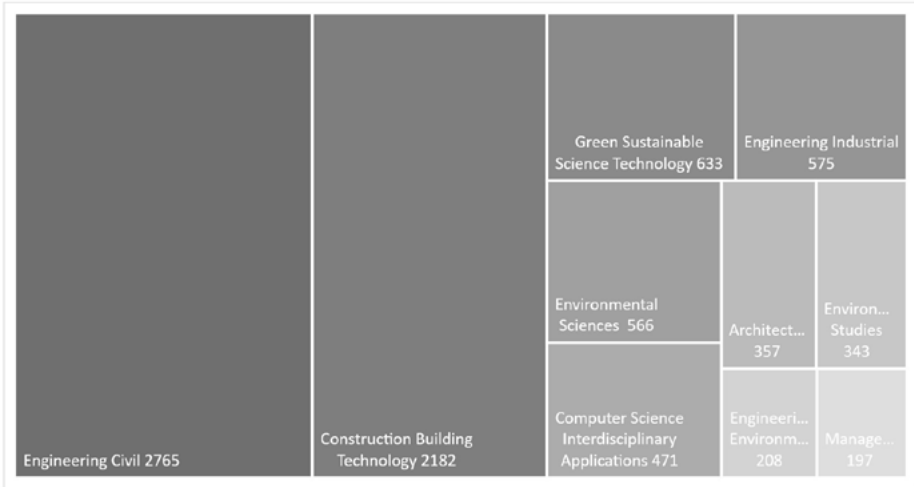 Engineering Civil 2765
Construction Building
Technology 2182
Green Sustainable
Science Technology 633
Engineering Industrial
575
Environmental
Sciences 566
Computer Science
Interdisciplinary
Applications 471
Architect...
357
Environ...
Studies
343
Engineeri...
Environm...
208
Manage...
197